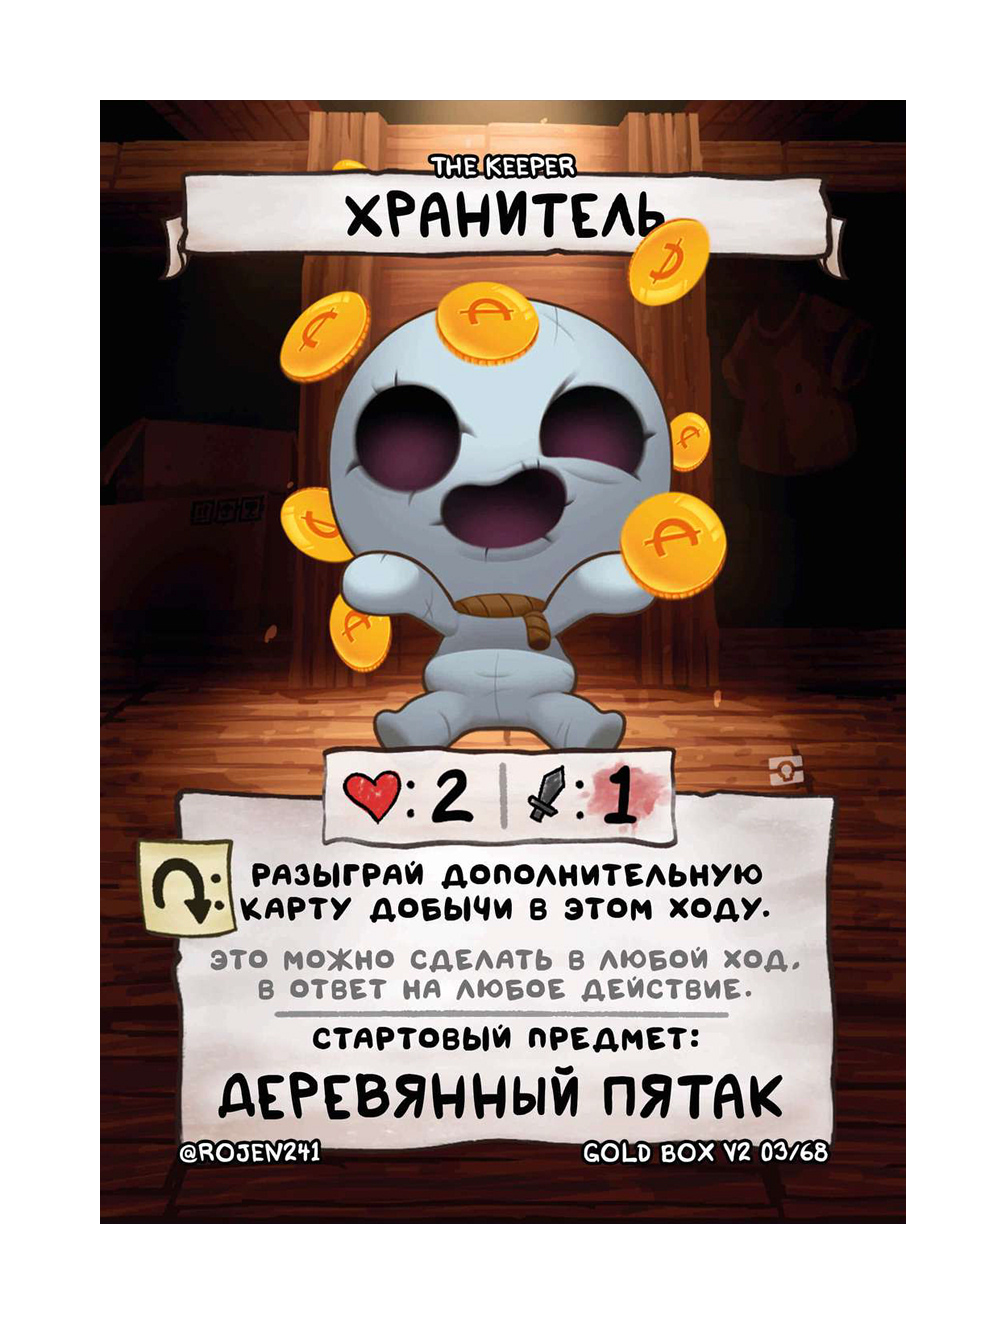 THE KEEPER
ХРАНИТЕЛЬ
: 2 | : 1
РАЗЫГРАЙ ДОПОЛНИТЕЛЬНУЮ
КАРТУ ДОБЫЧИ В ЭТОМ ХОДУ.
ЭТО МОЖНО СДЕЛАТЬ В ЛЮБОЙ ХОД,
В ОТВЕТ НА ЛЮБОЕ ДЕЙСТВИЕ.
СТАРТОВЫЙ ПРЕДМЕТ:
ДЕРЕВЯННЫЙ ПЯТАК
@ROJEN241
GOLD BOX V2 03/68